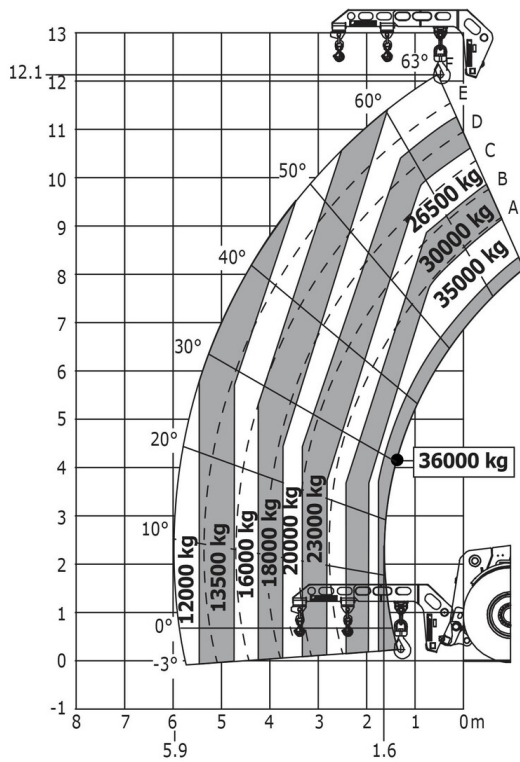 13
12.1
12
11
10
9
8
7
6
5
4
3
2
1
0
-1
63°
F
E
D
C
B
A
60°
50°
40°
30°
20°
10°
0°
-3°
26500 kg
30000 kg
35000 kg
36000 kg
12000 kg
13500 kg
16000 kg
18000 kg
20000 kg
23000 kg
8 7 6 5 4 3 2 1 0m
5.9 1.6